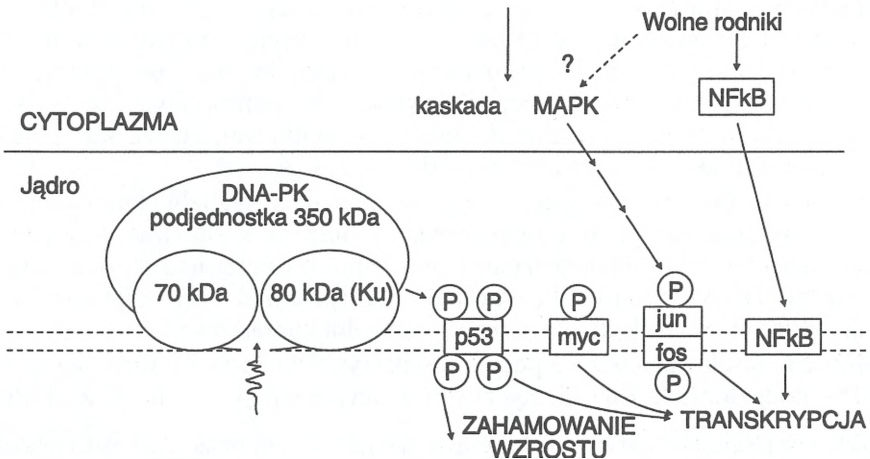 Wolne rodniki
?
kaskada MAPK
NFkB
CYTOPLAZMA
Jądro
DNA-PK
podjednostka 350 kDa
70 kDa
80 kDa (Ku)
P P
P
P
p53
myc
jun
fos
NFkB
P P
P
ZAHAMOWANIE
WZROSTU
TRANSKRYPCJA